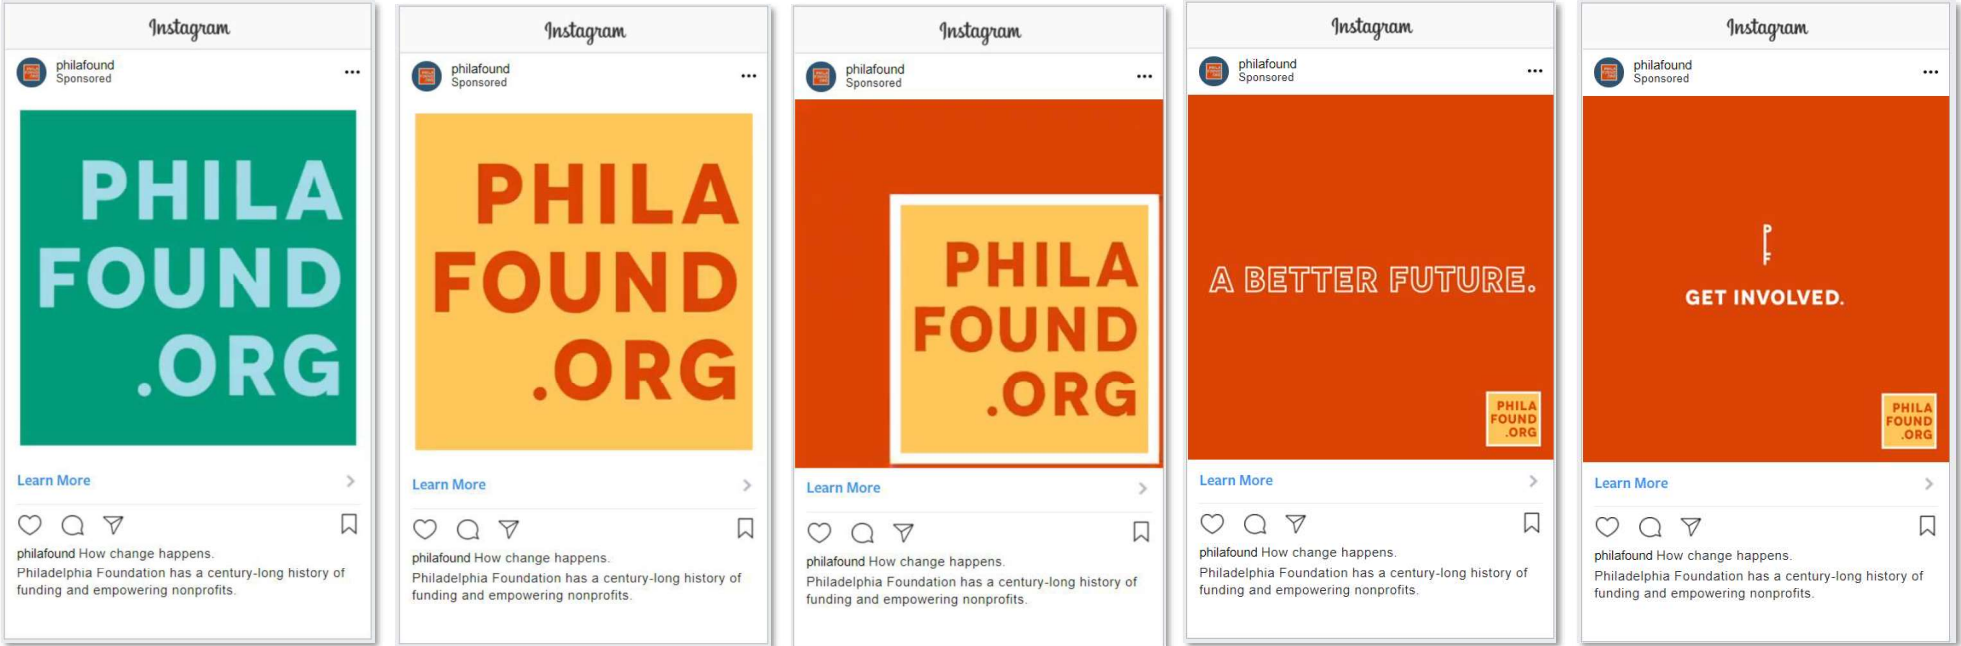 Instagram
philafound
Sponsored
PHILA
FOUND
.ORG
Learn More
philafound How change happens.
Philadelphia Foundation has a century-long history of
funding and empowering nonprofits.
Instagram
philafound
Sponsored
PHILA
FOUND
.ORG
Learn More
philafound How change happens.
Philadelphia Foundation has a century-long history of
funding and empowering nonprofits.
Instagram
philafound
Sponsored
PHILA
FOUND
.ORG
Learn More
philafound How change happens.
Philadelphia Foundation has a century-long history of
funding and empowering nonprofits.
Instagram
philafound
Sponsored
A BETTER FUTURE.
PHILA
FOUND
.ORG
Learn More
philafound How change happens.
Philadelphia Foundation has a century-long history of
funding and empowering nonprofits.
Instagram
philafound
Sponsored
P
F
GET INVOLVED.
PHILA
FOUND
.ORG
Learn More
philafound How change happens.
Philadelphia Foundation has a century-long history of
funding and empowering nonprofits.